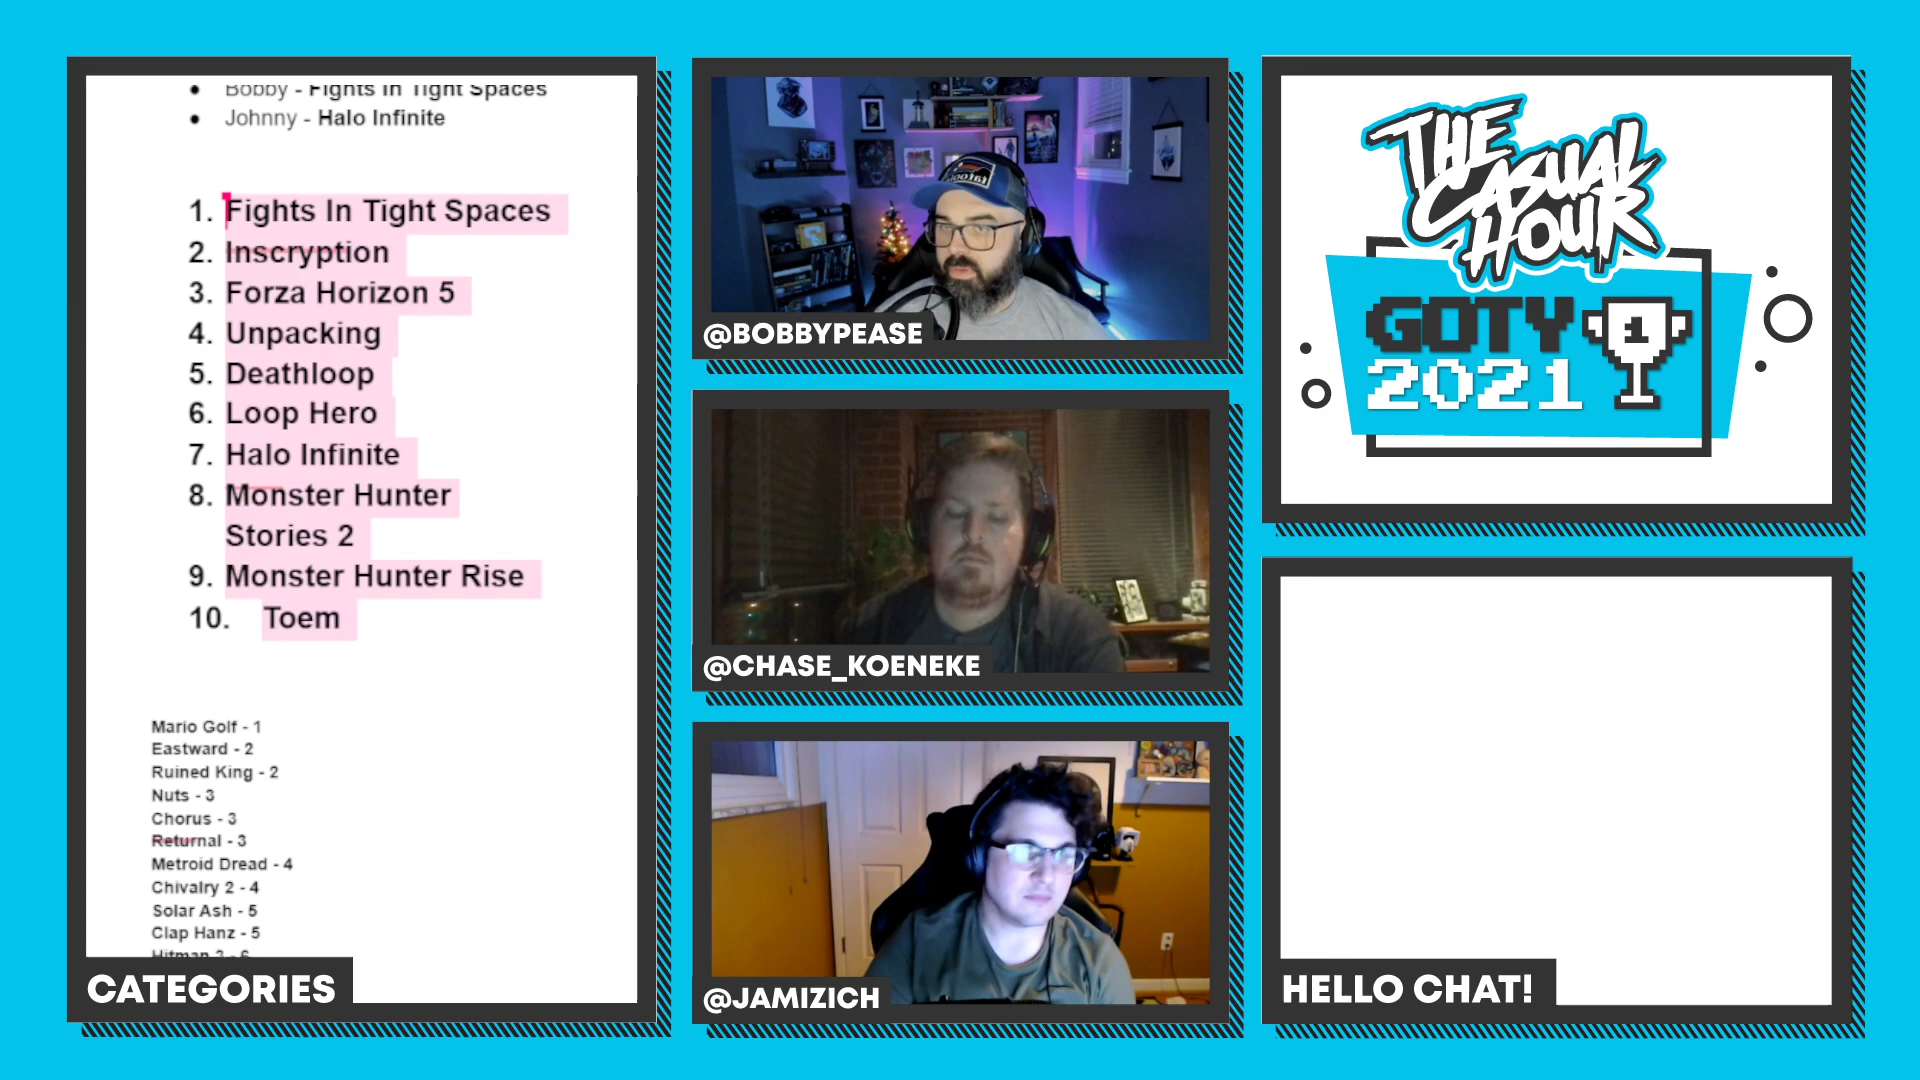 Bobby - Fights In Tight Spaces
Johnny - Halo Infinite
1. Fights In Tight Spaces
2. Inscryption
3. Forza Horizon 5
4. Unpacking
5. Deathloop
6. Loop Hero
7. Halo Infinite
8. Monster Hunter
Stories 2
9. Monster Hunter Rise
10. Toem
Mario Golf - 1
Eastward - 2
Ruined King - 2
Nuts - 3
Chorus - 3
Returnal - 3
Metroid Dread - 4
Chivalry 2 - 4
Solar Ash - 5
Clap Hanz - 5
CATEGORIES
@BOBBYPEASE
@CHASE_KOENEKE
@JAMIZICH
THE
CASUAL
HOUR
GOTY 1
2021
HELLO CHAT!